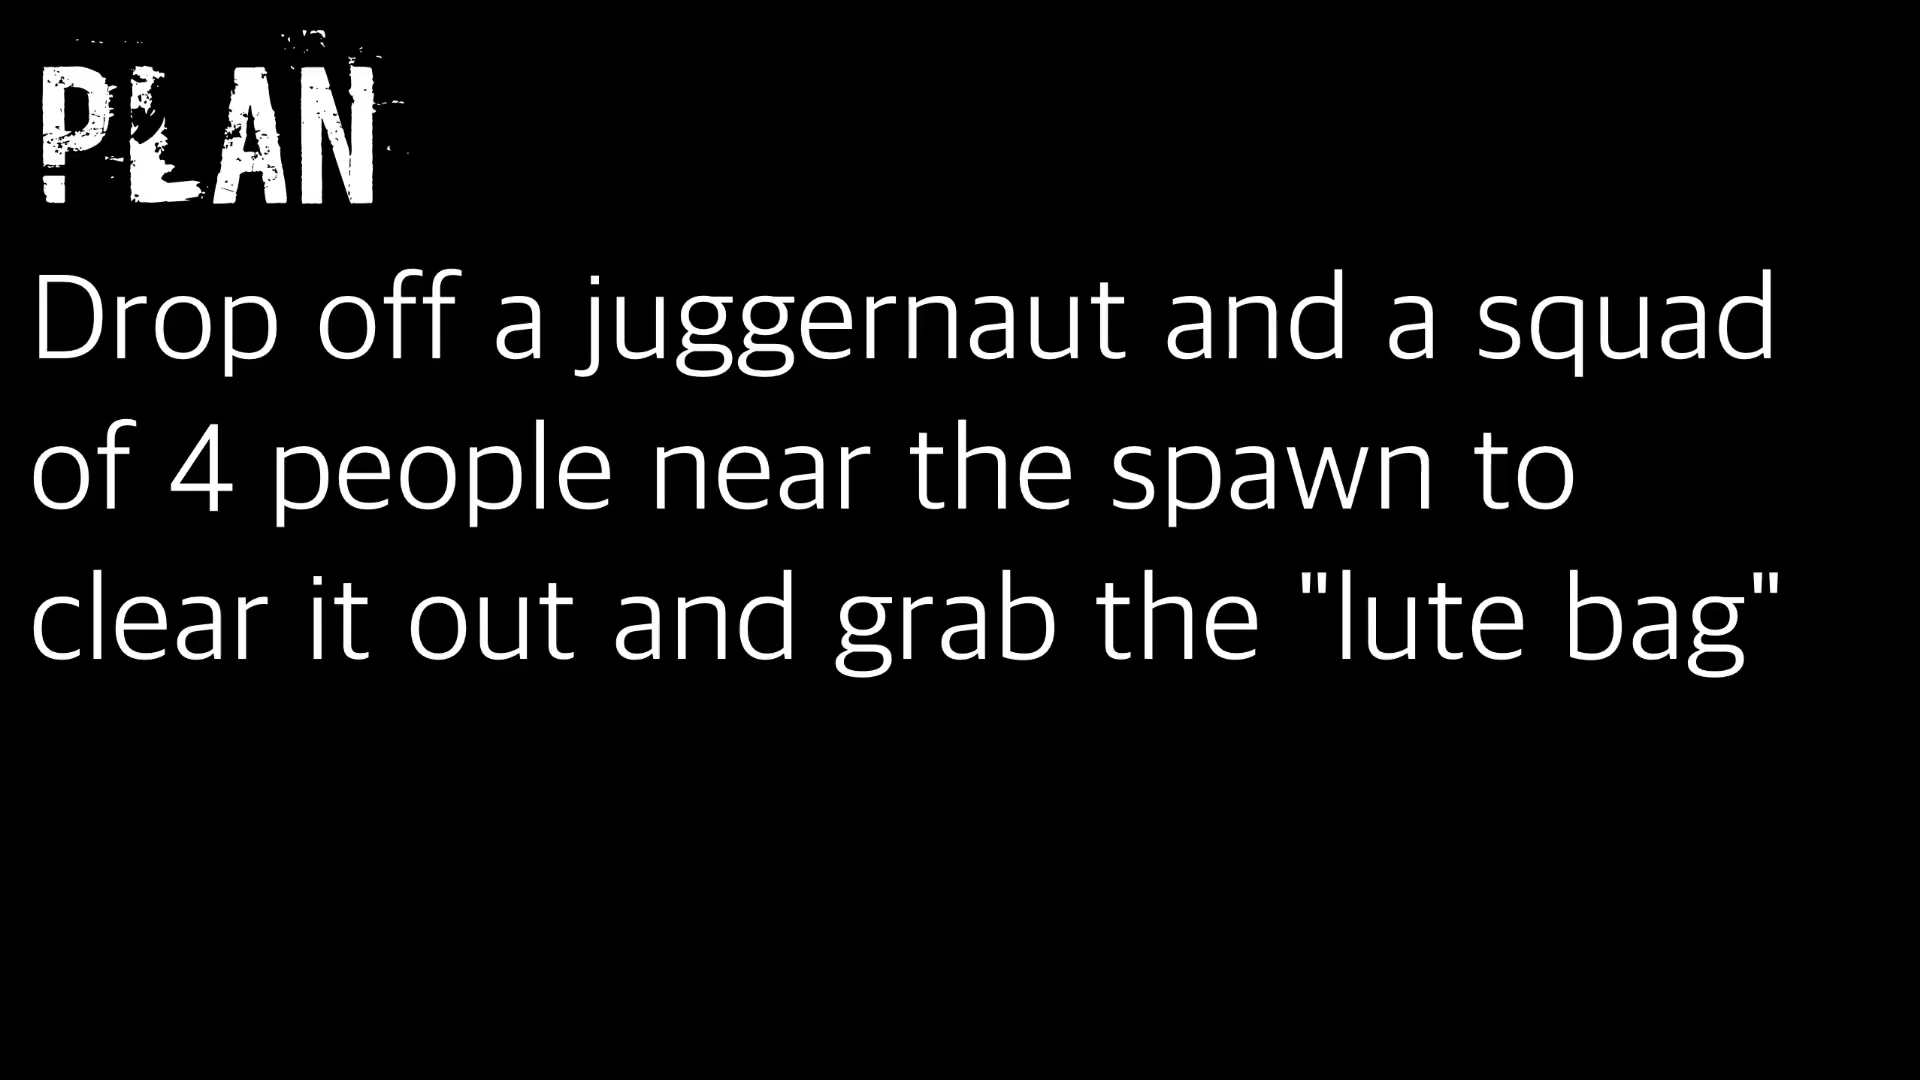 PLAN
Drop off a juggernaut and a squad
of 4 people near the spawn to
clear it out and grab the "lute bag"